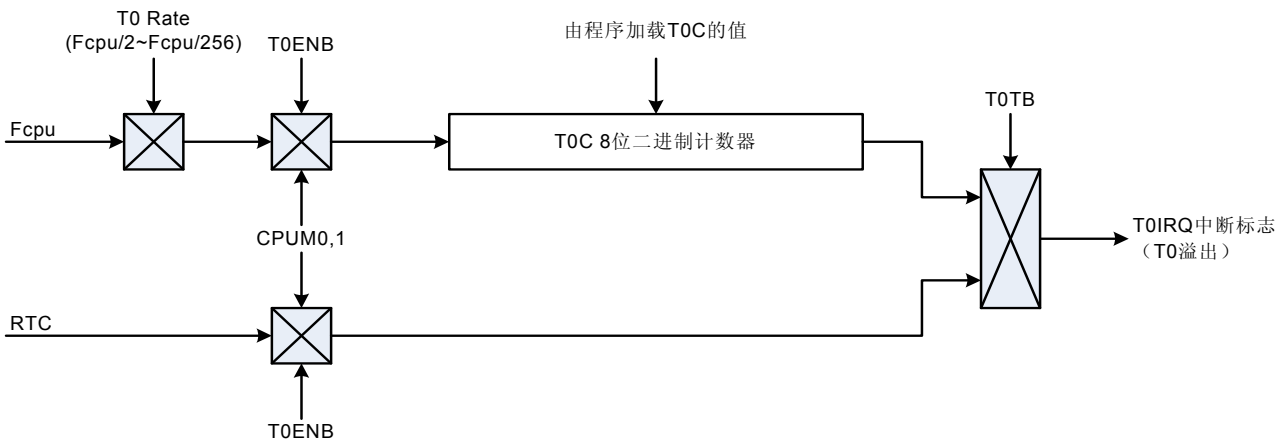 T0 Rate
(Fcpu/2~Fcpu/256)
T0ENB
由程序加载T0C的值
T0TB
Fcpu
T0C 8位二进制计数器
CPUM0,1
T0IRQ中断标志
（T0溢出）
RTC
T0ENB